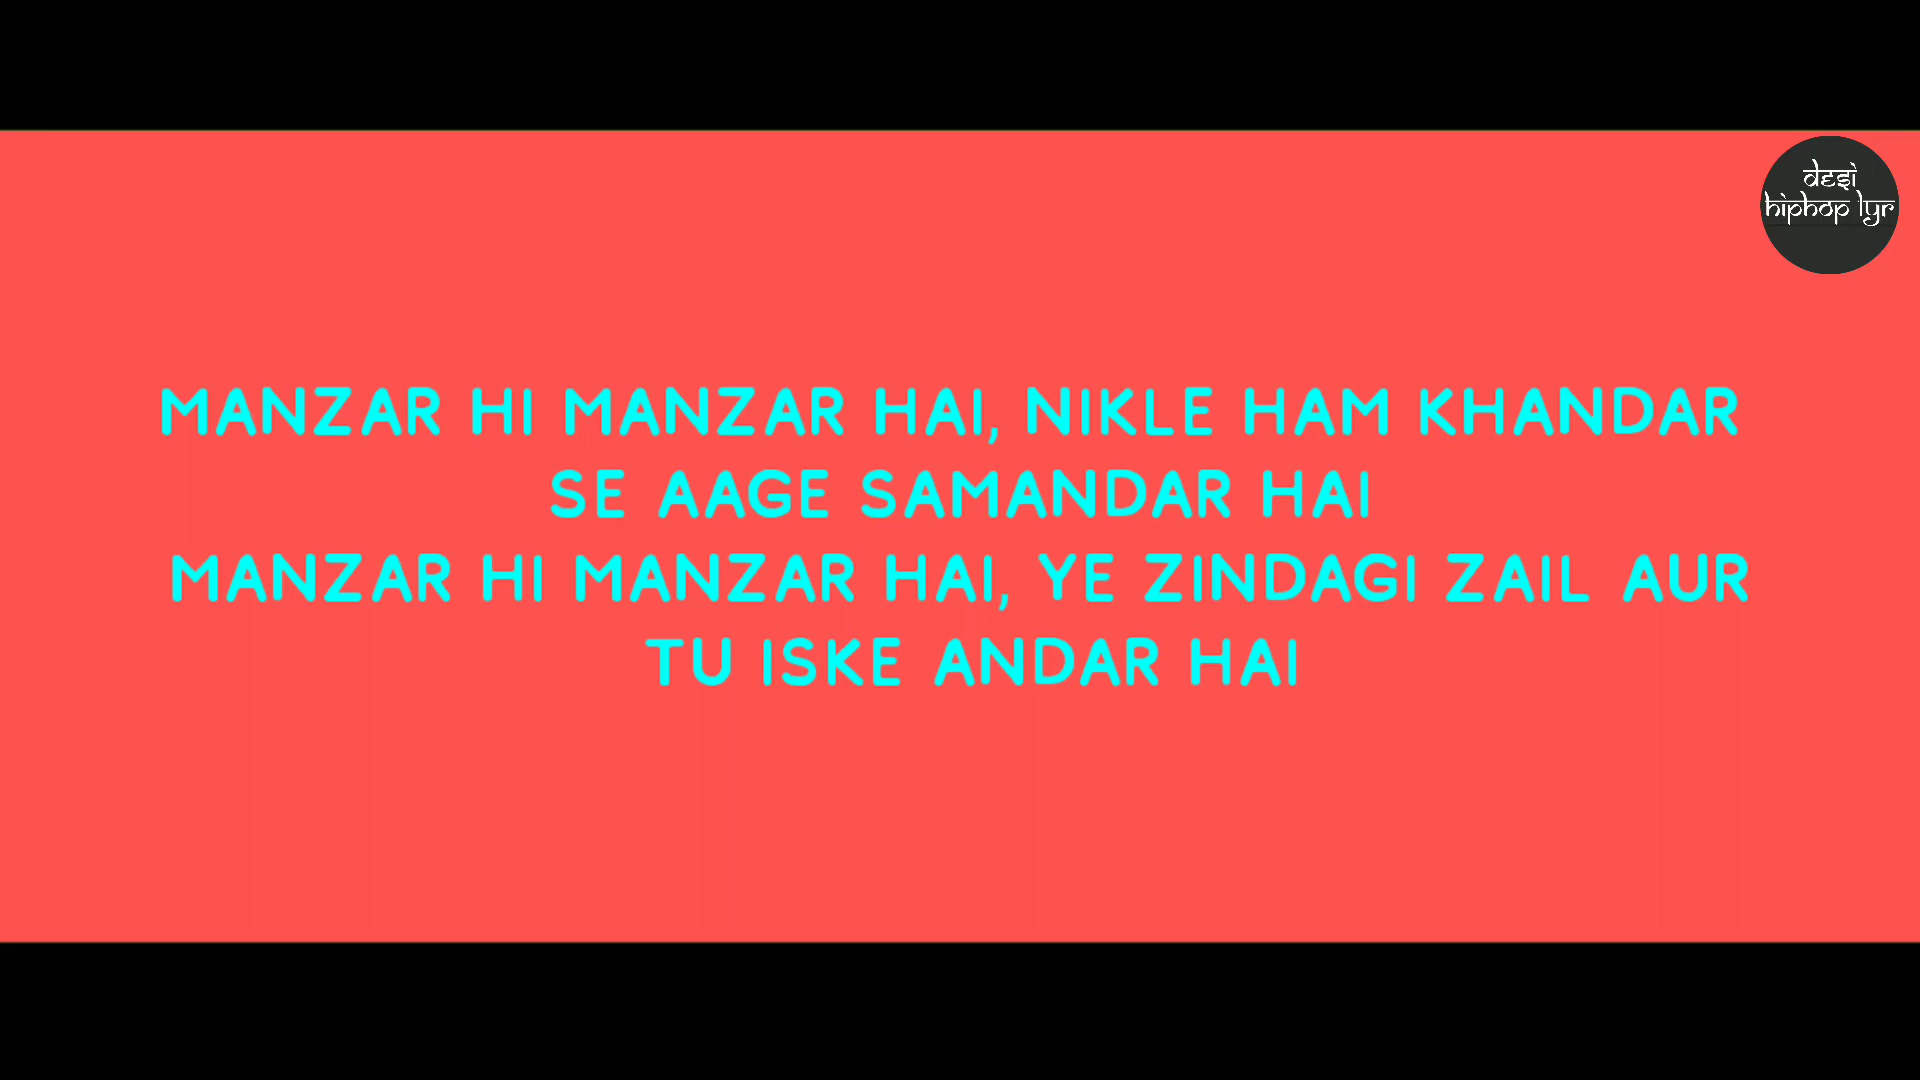 desi
hiphop lyr
MANZAR HI MANZAR HAI, NIKLE HAM KHANDAR
SE AAGE SAMANDAR HAI
MANZAR HI MANZAR HAI, YE ZINDAGI ZAIL AUR
TU ISKE ANDAR HAI